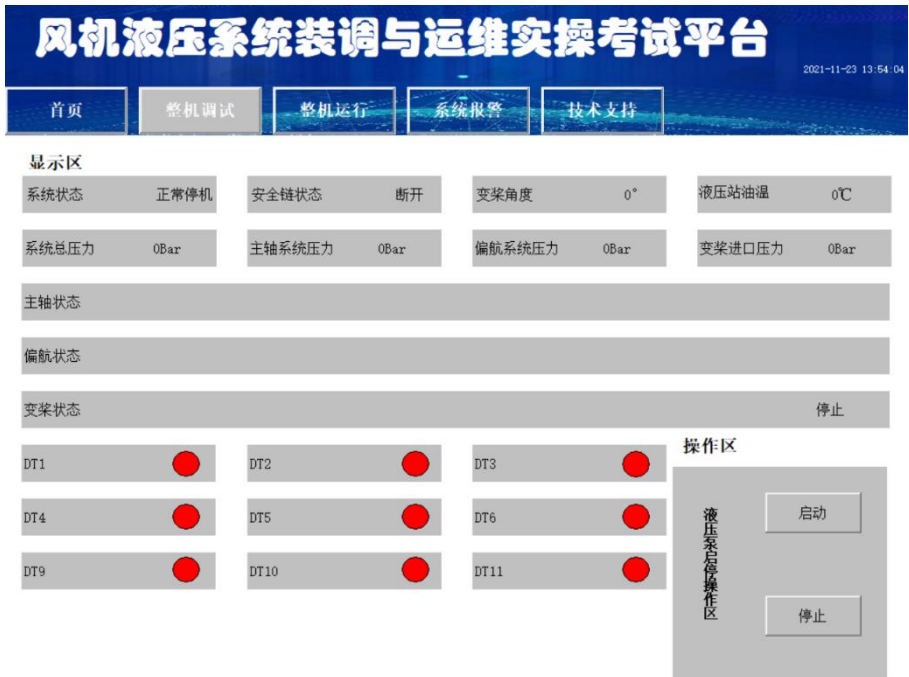 风机液压系统装调与运维实操考试平台
2021-11-23 13:54:04
首页 整机调试 整机运行 系统报警 技术支持
显示区
系统状态 正常停机 安全链状态 断开 变桨角度 0° 液压站油温 0℃
系统总压力 0Bar 主轴系统压力 0Bar 偏航系统压力 0Bar 变桨进口压力 0Bar
主轴状态
偏航状态
变桨状态 停止
操作区
DT1 DT2 DT3
DT4 DT5 DT6
DT9 DT10 DT11
液压泵启停操作区
启动
停止